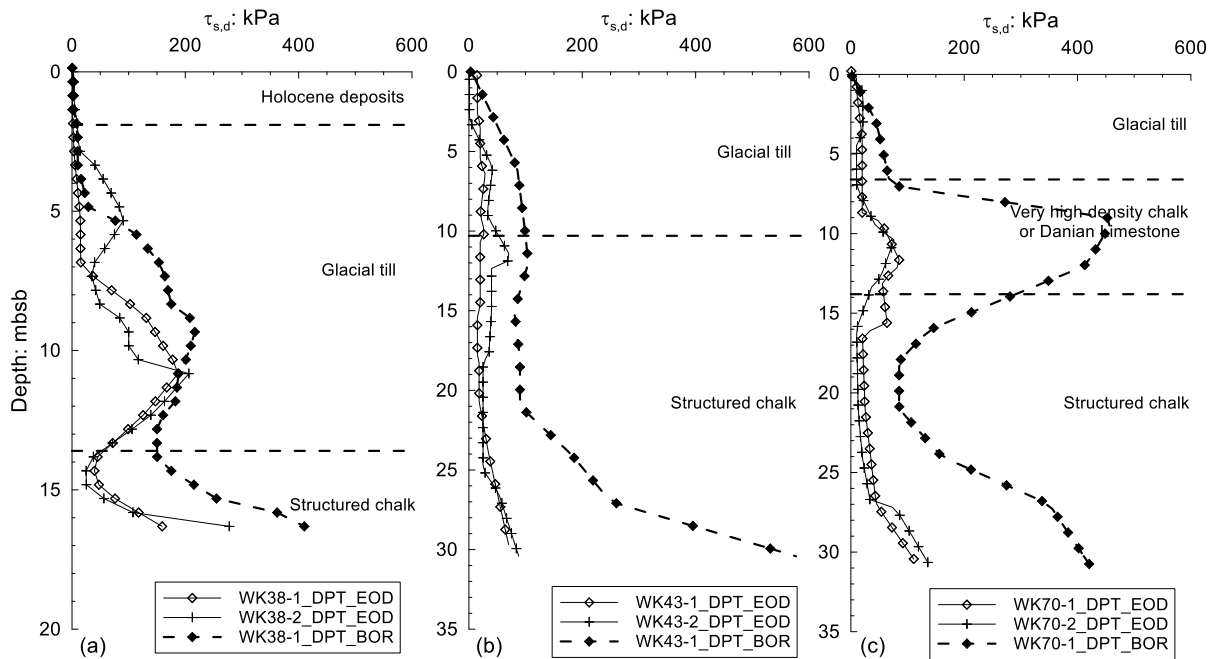 τs,d: kPa
0 200 400 600
0
5
10
15
20
Depth: mbsb
Holocene deposits
Glacial till
Structured chalk
WK38-1_DPT_EOD
WK38-2_DPT_EOD
WK38-1_DPT_BOR
(a)
τs,d: kPa
0 200 400 600
0
5
10
15
20
25
30
35
Glacial till
Structured chalk
WK43-1_DPT_EOD
WK43-2_DPT_EOD
WK43-1_DPT_BOR
(b)
τs,d: kPa
0 200 400 600
0
5
10
15
20
25
30
35
Glacial till
Very high density chalk
or Danian Limestone
Structured chalk
WK70-1_DPT_EOD
WK70-2_DPT_EOD
WK70-1_DPT_BOR
(c)